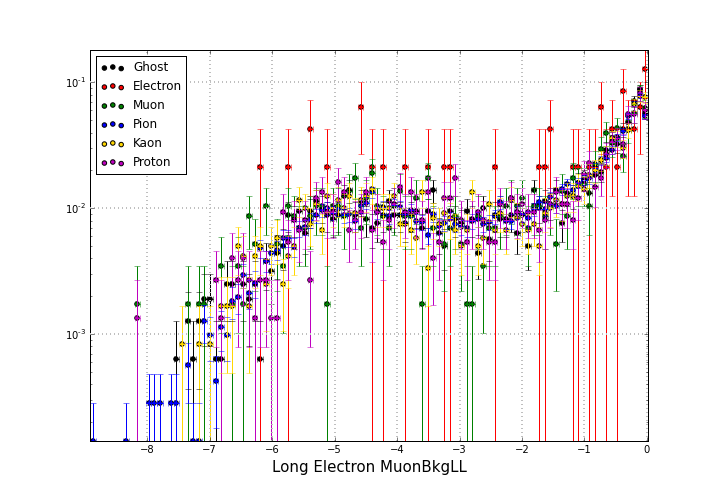 Ghost
Electron
Muon
Pion
Kaon
Proton
10^-1
10^-2
10^-3
−8 −7 −6 −5 −4 −3 −2 −1 0
Long Electron MuonBkgLL